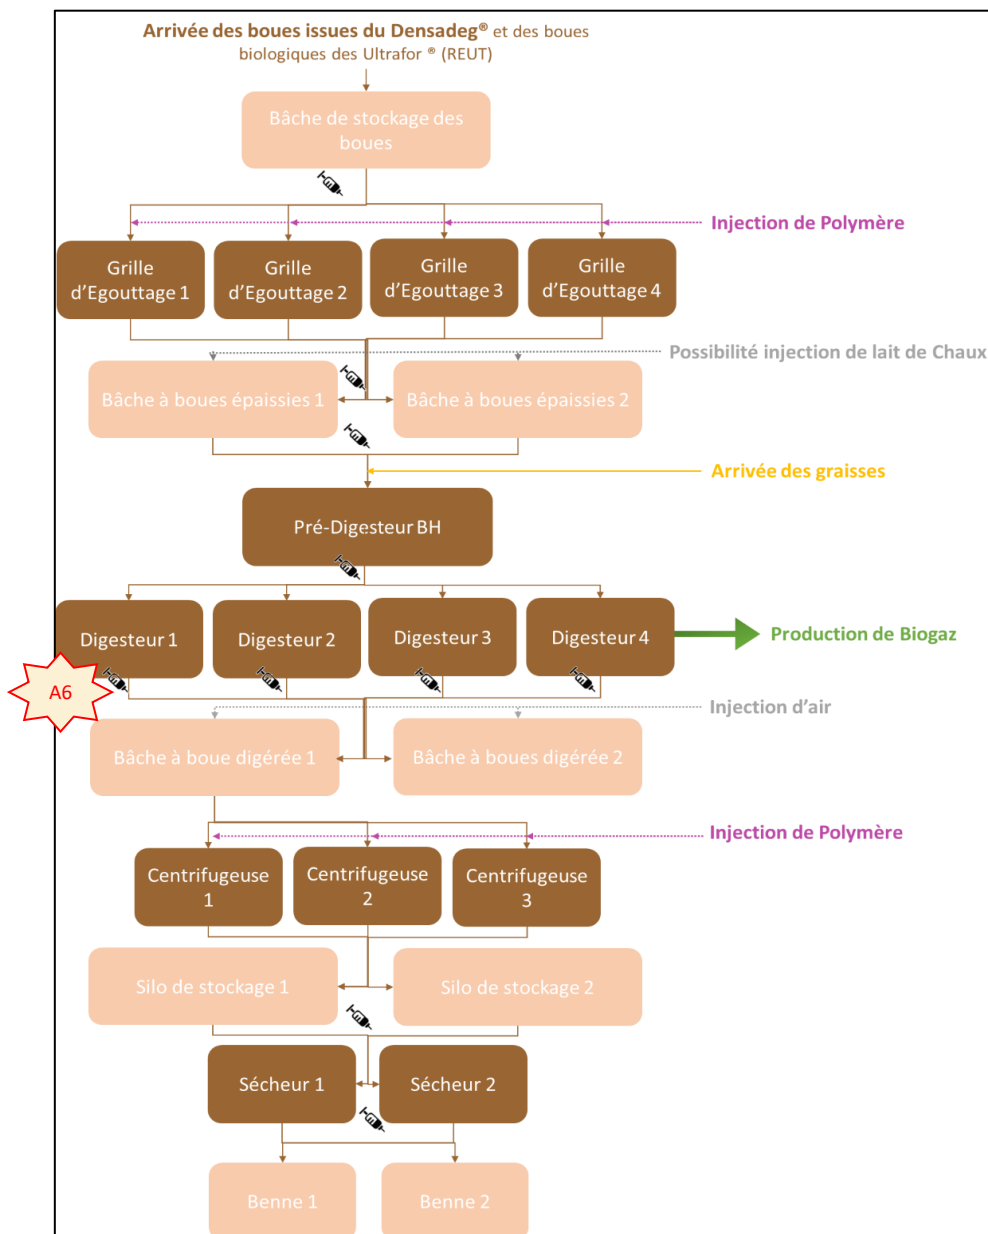 Arrivée des boues issues du Densadeg® et des boues
biologiques des Ultrafor ® (REUT)
Bâche de stockage des
boues
Injection de Polymère
Grille
d'Egouttage 1
Grille
d'Egouttage 2
Grille
d'Egouttage 3
Grille
d'Egouttage 4
Possibilité injection de lait de Chaux
Bâche à boues épaissies 1
Bâche à boues épaissies 2
Arrivée des graisses
Pré-Digesteur BH
Digesteur 1
Digesteur 2
Digesteur 3
Digesteur 4
Production de Biogaz
A6
Injection d'air
Bâche à boue digérée 1
Bâche à boues digérée 2
Injection de Polymère
Centrifugeuse
1
Centrifugeuse
2
Centrifugeuse
3
Silo de stockage 1
Silo de stockage 2
Sécheur 1
Sécheur 2
Benne 1
Benne 2